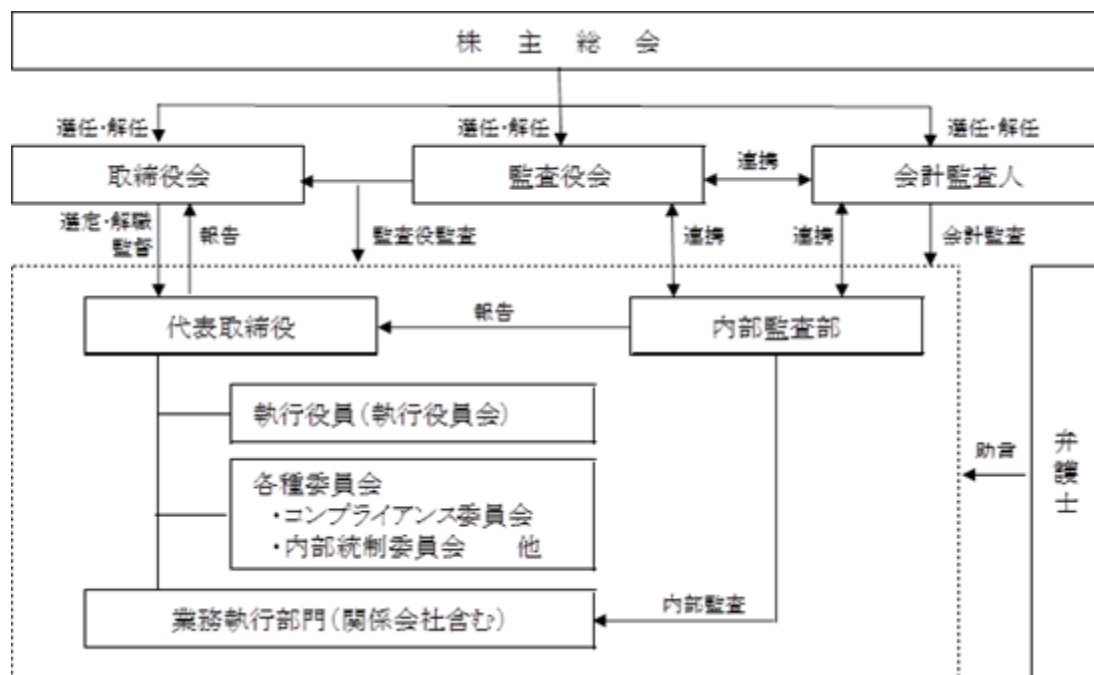 株 主 総 会
選任・解任
選任・解任
選任・解任
取締役会
監査役会
連携
会計監査人
選定・解職
監督
報告
監査役監査
連携
連携
会計監査
代表取締役
報告
内部監査部
執行役員(執行役員会)
各種委員会
・コンプライアンス委員会
・内部統制委員会 他
助言
弁護士
業務執行部門(関係会社含む)
内部監査